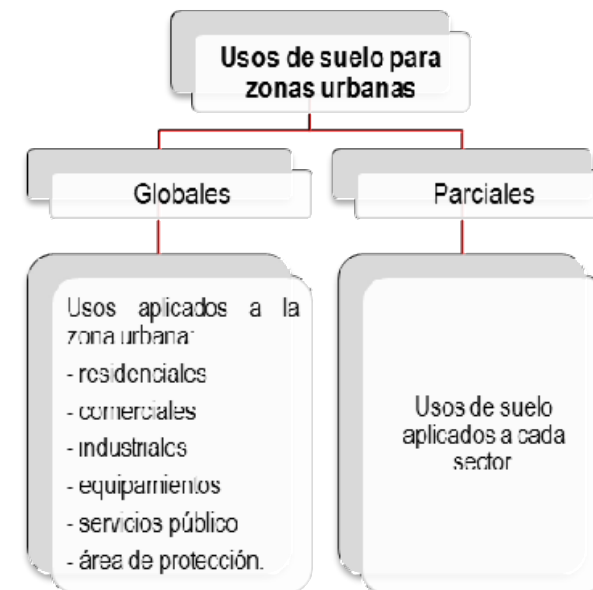 Usos de suelo para
zonas urbanas
Globales
Parciales
Usos aplicados a la
zona urbana:
- residenciales
- comerciales
- industriales
- equipamientos
- servicios público
- área de protección.
Usos de suelo
aplicados a cada
sector